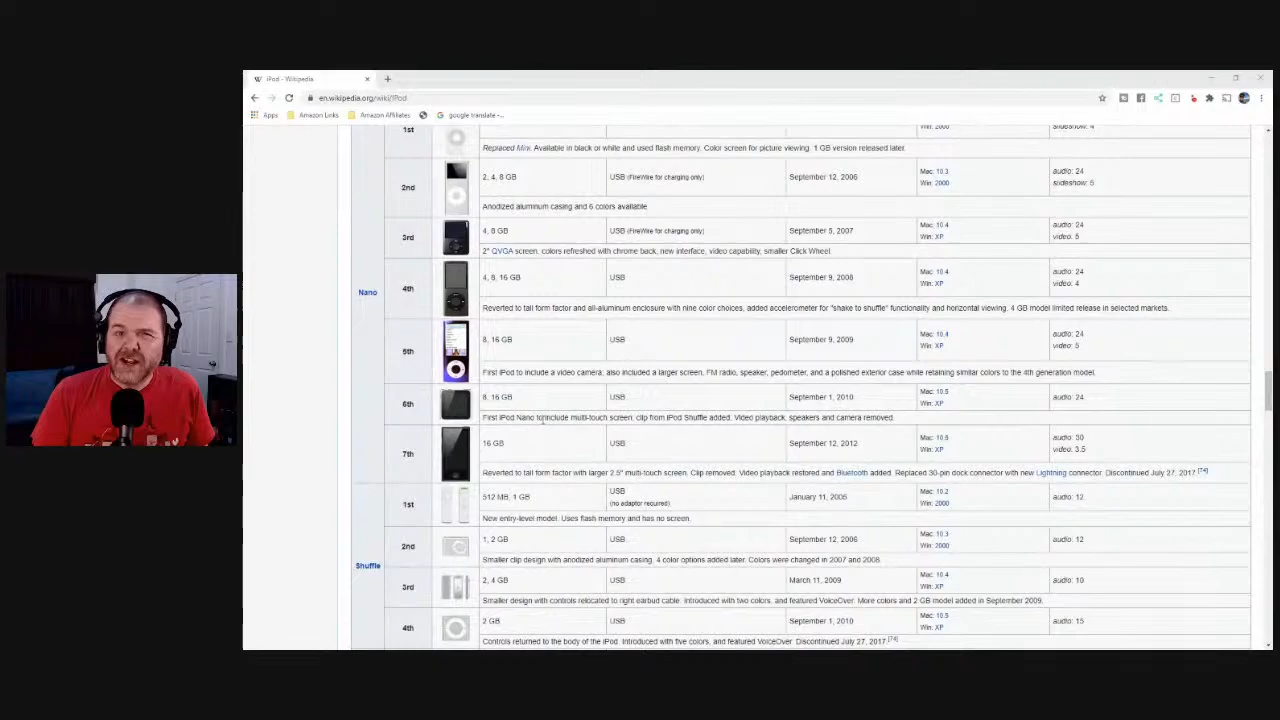 iPod - Wikipedia
en.wikipedia.org/wiki/IPod
Apps Amazon Links Amazon Affiliates google translate -...
1st Win: 2000 slideshow: 4
Replaced Mini. Available in black or white and used flash memory. Color screen for picture viewing. 1 GB version released later.
2nd 2, 4, 8 GB USB (FireWire for charging only) September 12, 2006 Mac: 10.3 audio: 24
Win: 2000 slideshow: 5
Anodized aluminum casing and 6 colors available
3rd 4, 8 GB USB (FireWire for charging only) September 5, 2007 Mac: 10.4 audio: 24
Win: XP video: 5
2" QVGA screen, colors refreshed with chrome back, new interface, video capability, smaller Click Wheel
Nano
4th 4, 8, 16 GB USB September 9, 2008 Mac: 10.4 audio: 24
Win: XP video: 4
Reverted to tall form factor and all-aluminum enclosure with nine color choices, added accelerometer for "shake to shuffle" functionality and horizontal viewing. 4 GB model limited release in selected markets.
5th 8, 16 GB USB September 9, 2009 Mac: 10.4 audio: 24
Win: XP video: 5
First iPod to include a video camera; also included a larger screen, FM radio, speaker, pedometer, and a polished exterior case while retaining similar colors to the 4th generation model.
6th 8, 16 GB USB September 1, 2010 Mac: 10.5 audio: 24
Win: XP
First iPod Nano to include multi-touch screen; clip from iPod Shuffle added. Video playback, speakers and camera removed.
7th 16 GB USB September 12, 2012 audio: 30
Win: XP video: 3.5
Reverted to tall form factor with larger 2.5" multi-touch screen. Clip removed. Video playback restored and Bluetooth added. Replaced 30-pin dock connector with new Lightning connector. Discontinued July 27, 2017.[74]
Shuffle
1st 512 MB, 1 GB USB January 11, 2005 Mac: 10.2 audio: 12
(no adaptor required) Win: 2000
New entry-level model. Uses flash memory and has no screen.
2nd 1, 2 GB USB September 12, 2006 Mac: 10.3 audio: 12
Win: 2000
Smaller clip design with anodized aluminum casing. 4 color options added later. Colors were changed in 2007 and 2008.
3rd 2, 4 GB USB March 11, 2009 Mac: 10.4 audio: 10
Win: XP
Smaller design with controls relocated to right earbud cable. Introduced with two colors, and featured VoiceOver. More colors and 2 GB model added in September 2009.
4th 2 GB USB September 1, 2010 Mac: 10.5 audio: 15
Win: XP
Controls returned to the body of the iPod. Introduced with five colors, and featured VoiceOver. Discontinued July 27, 2017.[74]